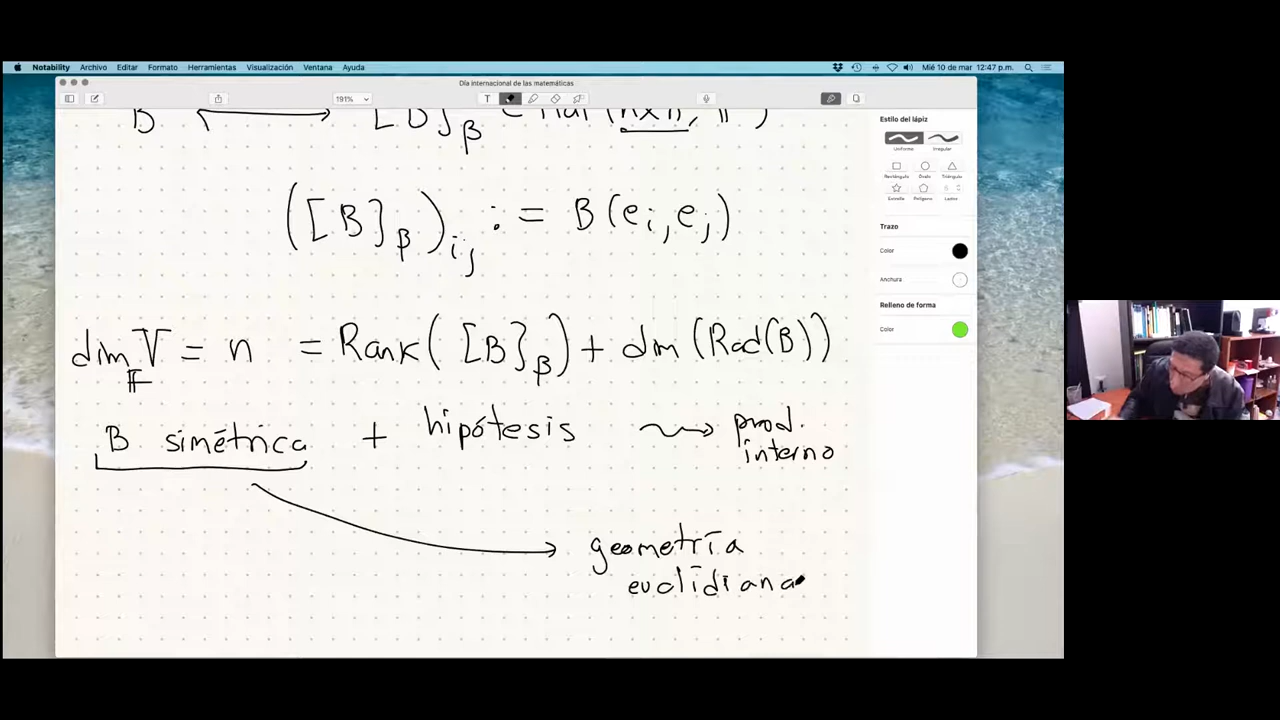 Notability Archivo Editar Formato Herramientas Visualización Ventana Ayuda Mié 10 de mar 12:47 p.m.
Día internacional de las matemáticas
191% T
Estilo del lápiz
Uniforme Irregular
Rectángulo Óvalo Triángulo
Estrella Polígono
Trazo
Color
Anchura
Relleno de forma
Color
B ⟷ [B]β ∈ Mat(n×n, F)
([B]β)ij := B(ei, ej)
dim_F V = n = Rank([B]β) + dim(Rad(B))
B simétrica + hipótesis ⇝ prod. interno
geometría
euclidiana